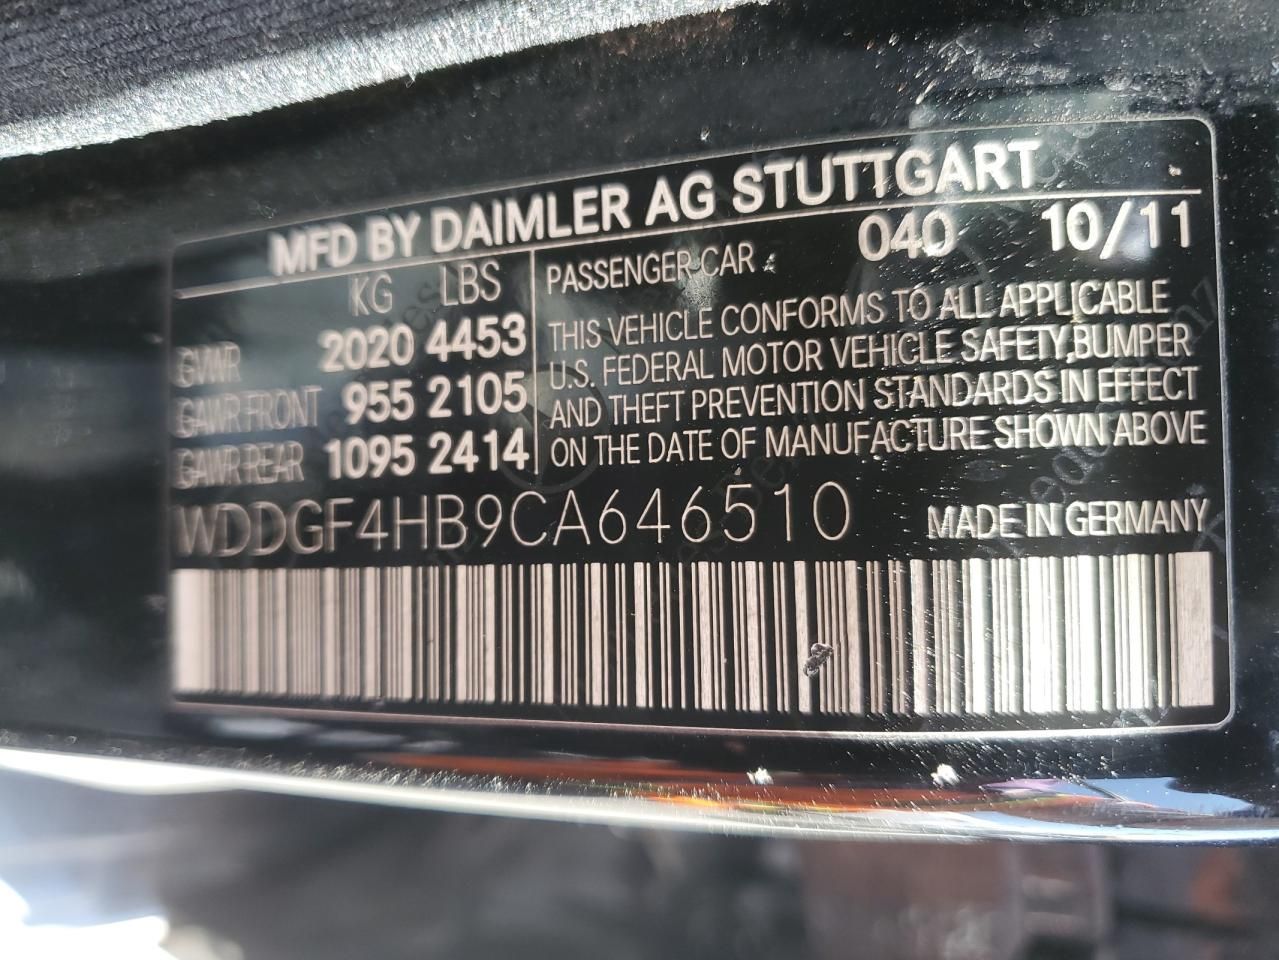 MFD BY DAIMLER AG STUTTGART
KG LBS
GVWR 2020 4453
GAWR FRONT 955 2105
GAWR REAR 1095 2414
PASSENGER CAR 040 10/11
THIS VEHICLE CONFORMS TO ALL APPLICABLE
U.S. FEDERAL MOTOR VEHICLE SAFETY,BUMPER
AND THEFT PREVENTION STANDARDS IN EFFECT
ON THE DATE OF MANUFACTURE SHOWN ABOVE
WDDGF4HB9CA646510 MADE IN GERMANY